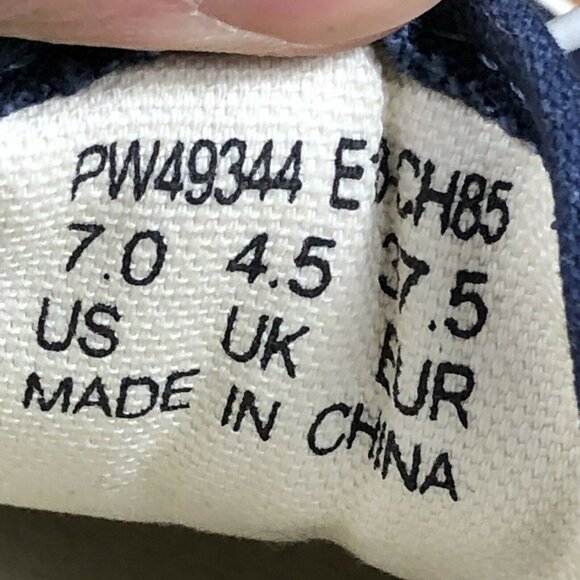 PW49344
7.0 4.5 37.5
US UK EUR
MADE IN CHINA